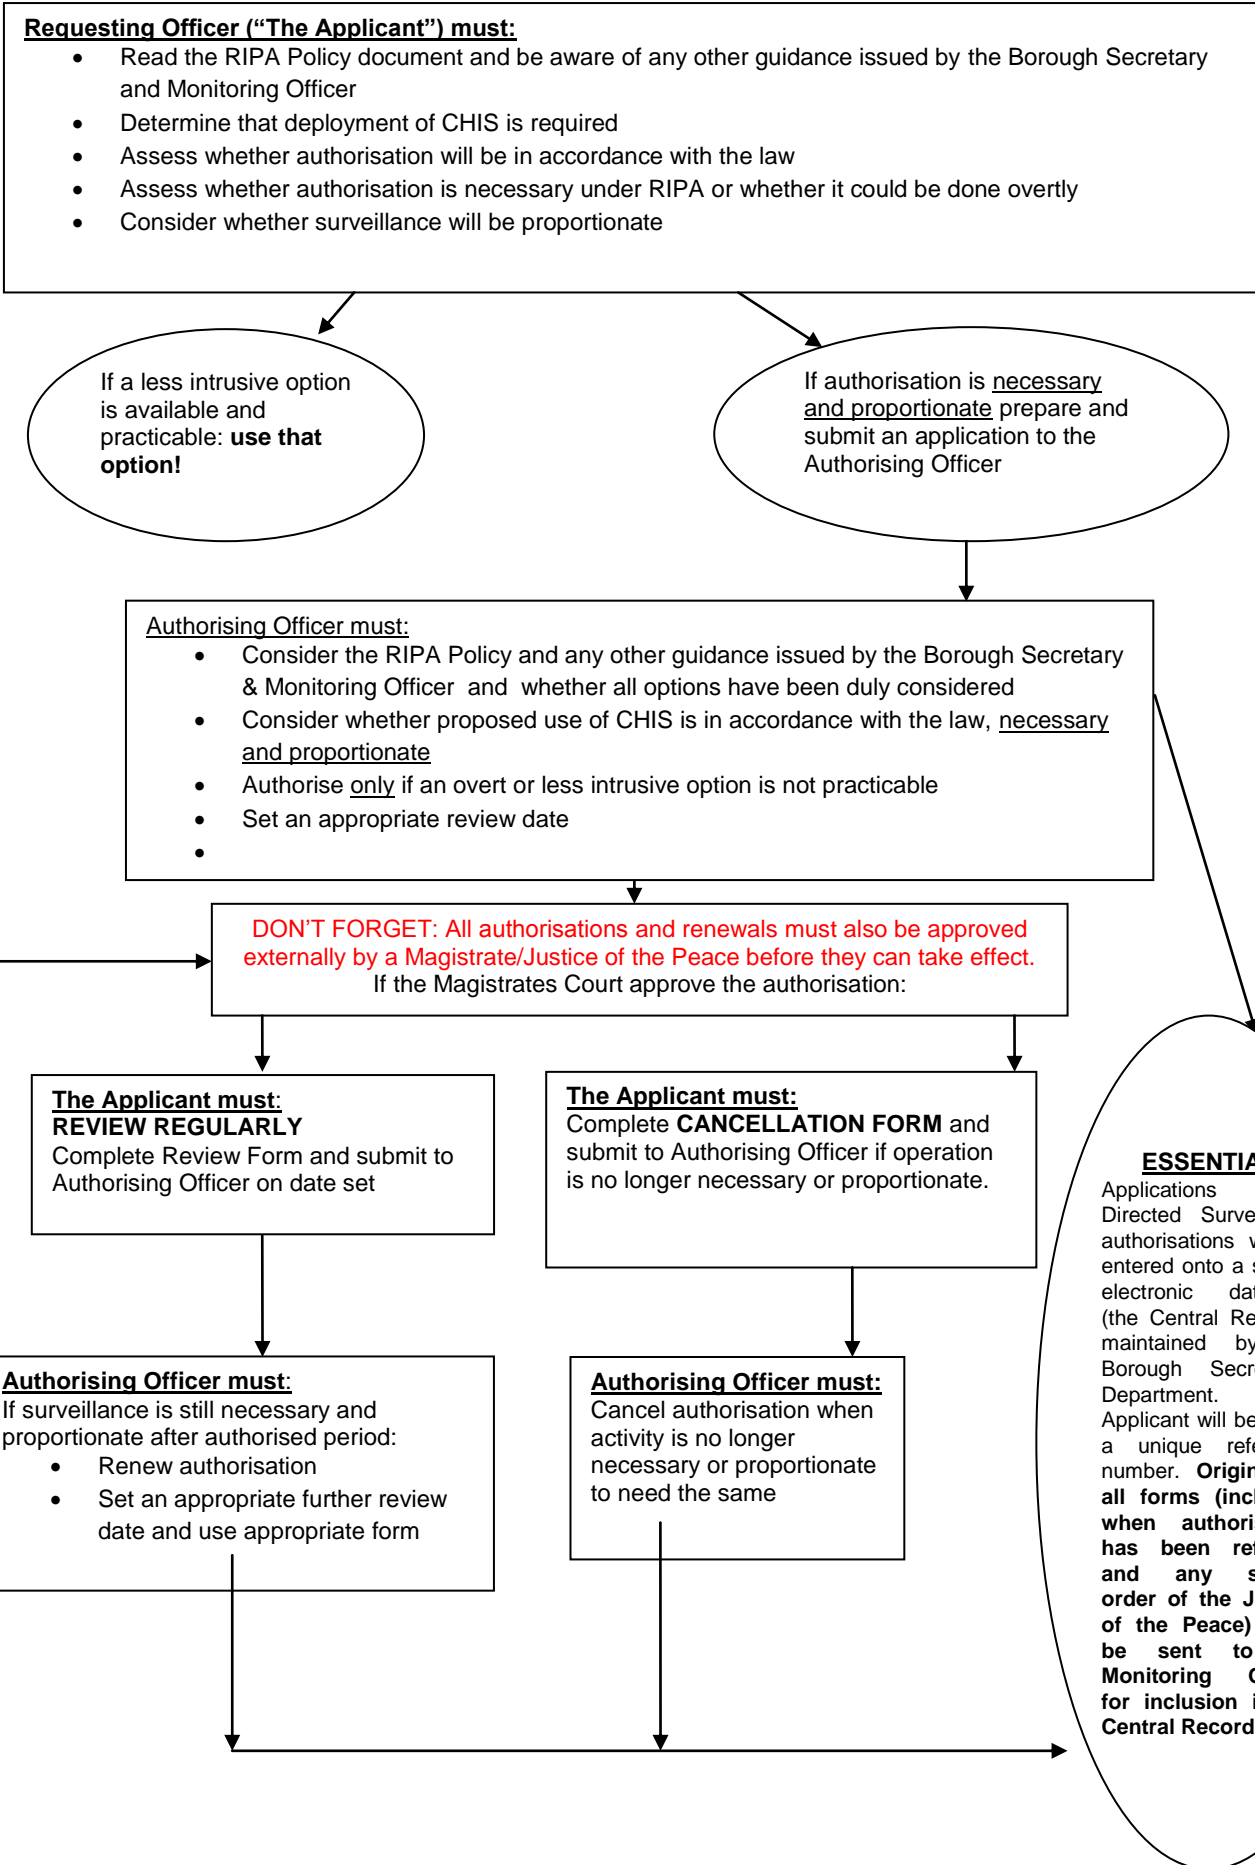 Requesting Officer (“The Applicant”) must:
• Read the RIPA Policy document and be aware of any other guidance issued by the Borough Secretary
and Monitoring Officer
• Determine that deployment of CHIS is required
• Assess whether authorisation will be in accordance with the law
• Assess whether authorisation is necessary under RIPA or whether it could be done overtly
• Consider whether surveillance will be proportionate
If a less intrusive option
is available and
practicable: use that
option!
If authorisation is necessary
and proportionate prepare and
submit an application to the
Authorising Officer
Authorising Officer must:
• Consider the RIPA Policy and any other guidance issued by the Borough Secretary
& Monitoring Officer and whether all options have been duly considered
• Consider whether proposed use of CHIS is in accordance with the law, necessary
and proportionate
• Authorise only if an overt or less intrusive option is not practicable
• Set an appropriate review date
•
DON’T FORGET: All authorisations and renewals must also be approved
externally by a Magistrate/Justice of the Peace before they can take effect.
If the Magistrates Court approve the authorisation:
The Applicant must:
REVIEW REGULARLY
Complete Review Form and submit to
Authorising Officer on date set
The Applicant must:
Complete CANCELLATION FORM and
submit to Authorising Officer if operation
is no longer necessary or proportionate.
Authorising Officer must:
If surveillance is still necessary and
proportionate after authorised period:
• Renew authorisation
• Set an appropriate further review
date and use appropriate form
Authorising Officer must:
Cancel authorisation when
activity is no longer
necessary or proportionate
to need the same
Applications
Directed
authorisations
entered onto a
electronic
(the Central
maintained by
Borough
Department.
Applicant will be
a unique
number.
all forms
when
has been
and any
order of the
of the Peace)
be sent to
Monitoring
for inclusion
Central Record